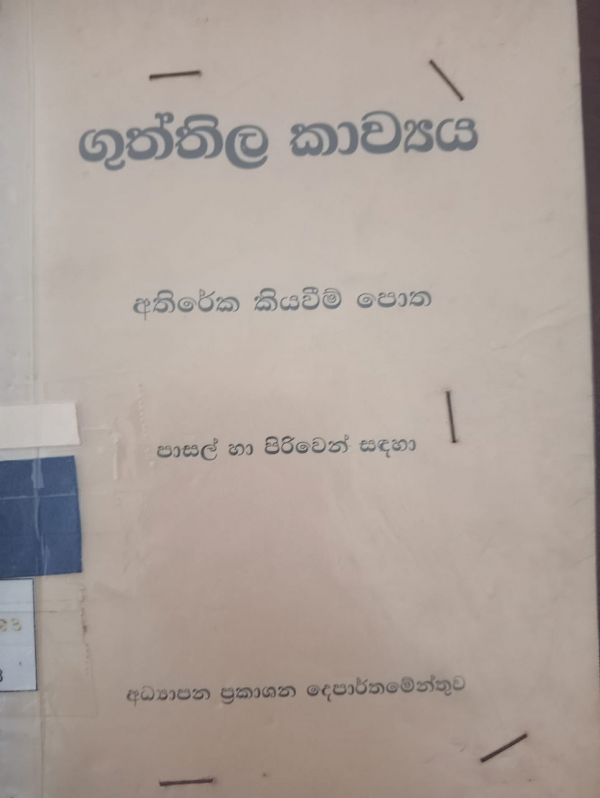 ගුත්තිල කාව්‍යය
අතිරේක කියවීම් පොත
පාසල් හා පිරිවෙන් සඳහා
අධ්‍යාපන ප්‍රකාශන දෙපාර්තමේන්තුව